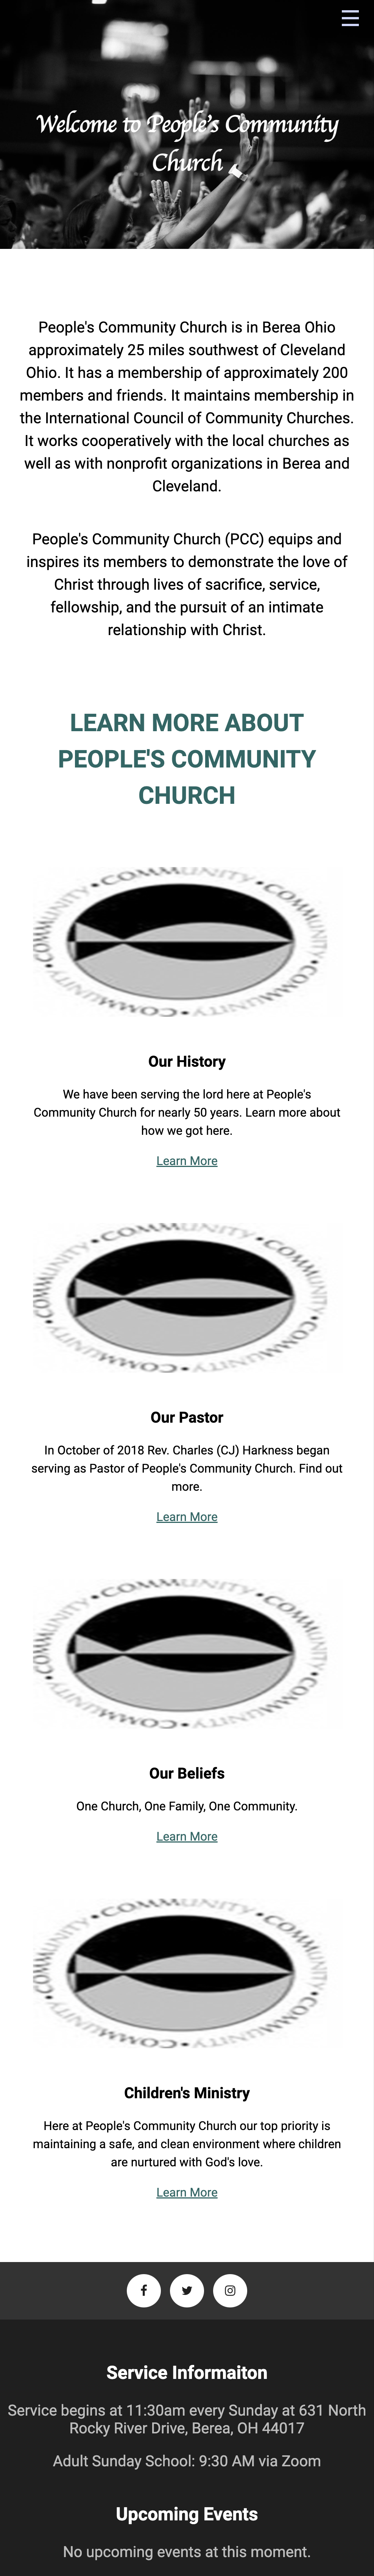 Welcome to People's Community
Church
People's Community Church is in Berea Ohio
approximately 25 miles southwest of Cleveland
Ohio. It has a membership of approximately 200
members and friends. It maintains membership in
the International Council of Community Churches.
It works cooperatively with the local churches as
well as with nonprofit organizations in Berea and
Cleveland.
People's Community Church (PCC) equips and
inspires its members to demonstrate the love of
Christ through lives of sacrifice, service,
fellowship, and the pursuit of an intimate
relationship with Christ.
LEARN MORE ABOUT
PEOPLE'S COMMUNITY
CHURCH
COMMUNITY • COMMUNITY • COMMUNITY • COMMUNITY •
Our History
We have been serving the lord here at People's
Community Church for nearly 50 years. Learn more about
how we got here.
Learn More
COMMUNITY • COMMUNITY • COMMUNITY • COMMUNITY •
Our Pastor
In October of 2018 Rev. Charles (CJ) Harkness began
serving as Pastor of People's Community Church. Find out
more.
Learn More
COMMUNITY • COMMUNITY • COMMUNITY • COMMUNITY •
Our Beliefs
One Church, One Family, One Community.
Learn More
COMMUNITY • COMMUNITY • COMMUNITY • COMMUNITY •
Children's Ministry
Here at People's Community Church our top priority is
maintaining a safe, and clean environment where children
are nurtured with God's love.
Learn More
Service Informaiton
Service begins at 11:30am every Sunday at 631 North
Rocky River Drive, Berea, OH 44017
Adult Sunday School: 9:30 AM via Zoom
Upcoming Events
No upcoming events at this moment.